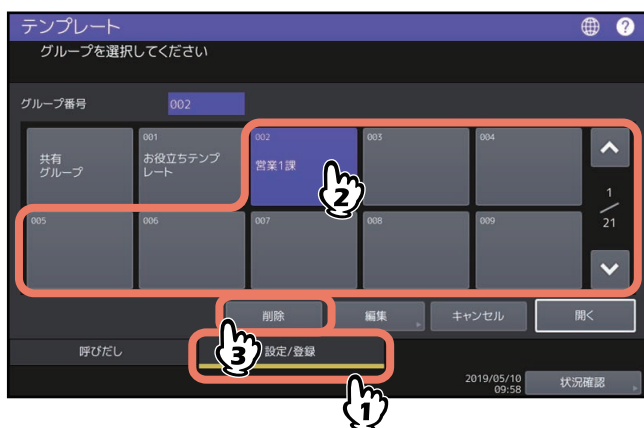 テンプレート
?
グループを選択してください
グループ番号
002
共有
グループ
001
お役立ちテンプ
レート
002
営業1課
003
004
1
/
21
005
006
007
008
009
削除
編集
キャンセル
開く
呼びだし
設定/登録
2019/05/10
09:58
状況確認
2
3
1